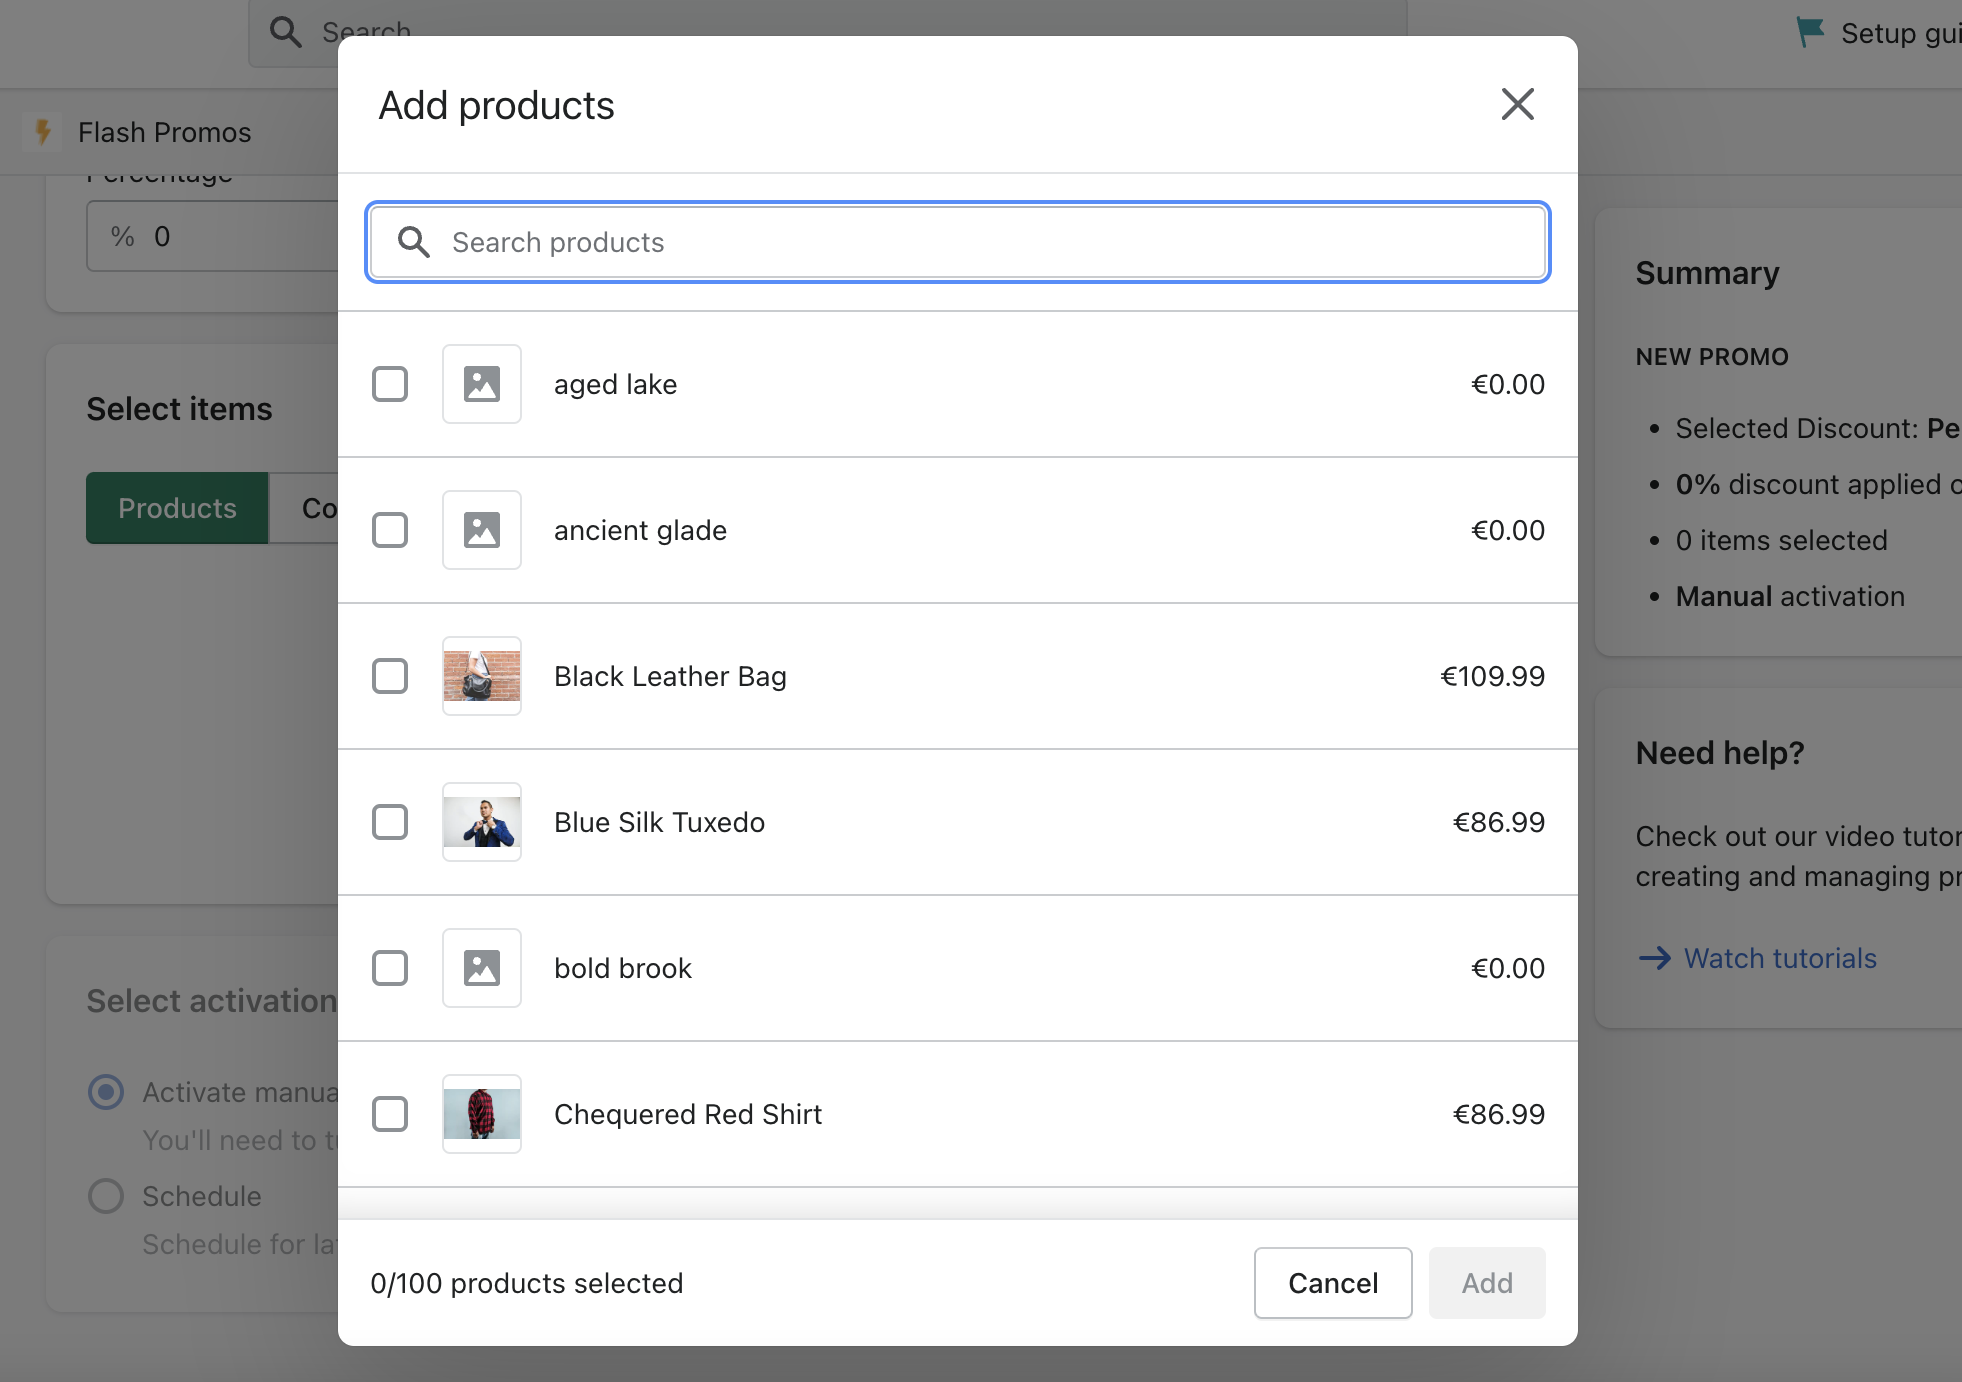 Search
Setup gui
Flash Promos
Percentage
% 0
Select items
Products
Co
Select activation
Activate manua
You'll need to t
Schedule
Schedule for la
Add products
Search products
aged lake €0.00
ancient glade €0.00
Black Leather Bag €109.99
Blue Silk Tuxedo €86.99
bold brook €0.00
Chequered Red Shirt €86.99
0/100 products selected
Cancel
Add
Summary
NEW PROMO
• Selected Discount: Pe
• 0% discount applied o
• 0 items selected
• Manual activation
Need help?
Check out our video tutor
creating and managing pr
Watch tutorials